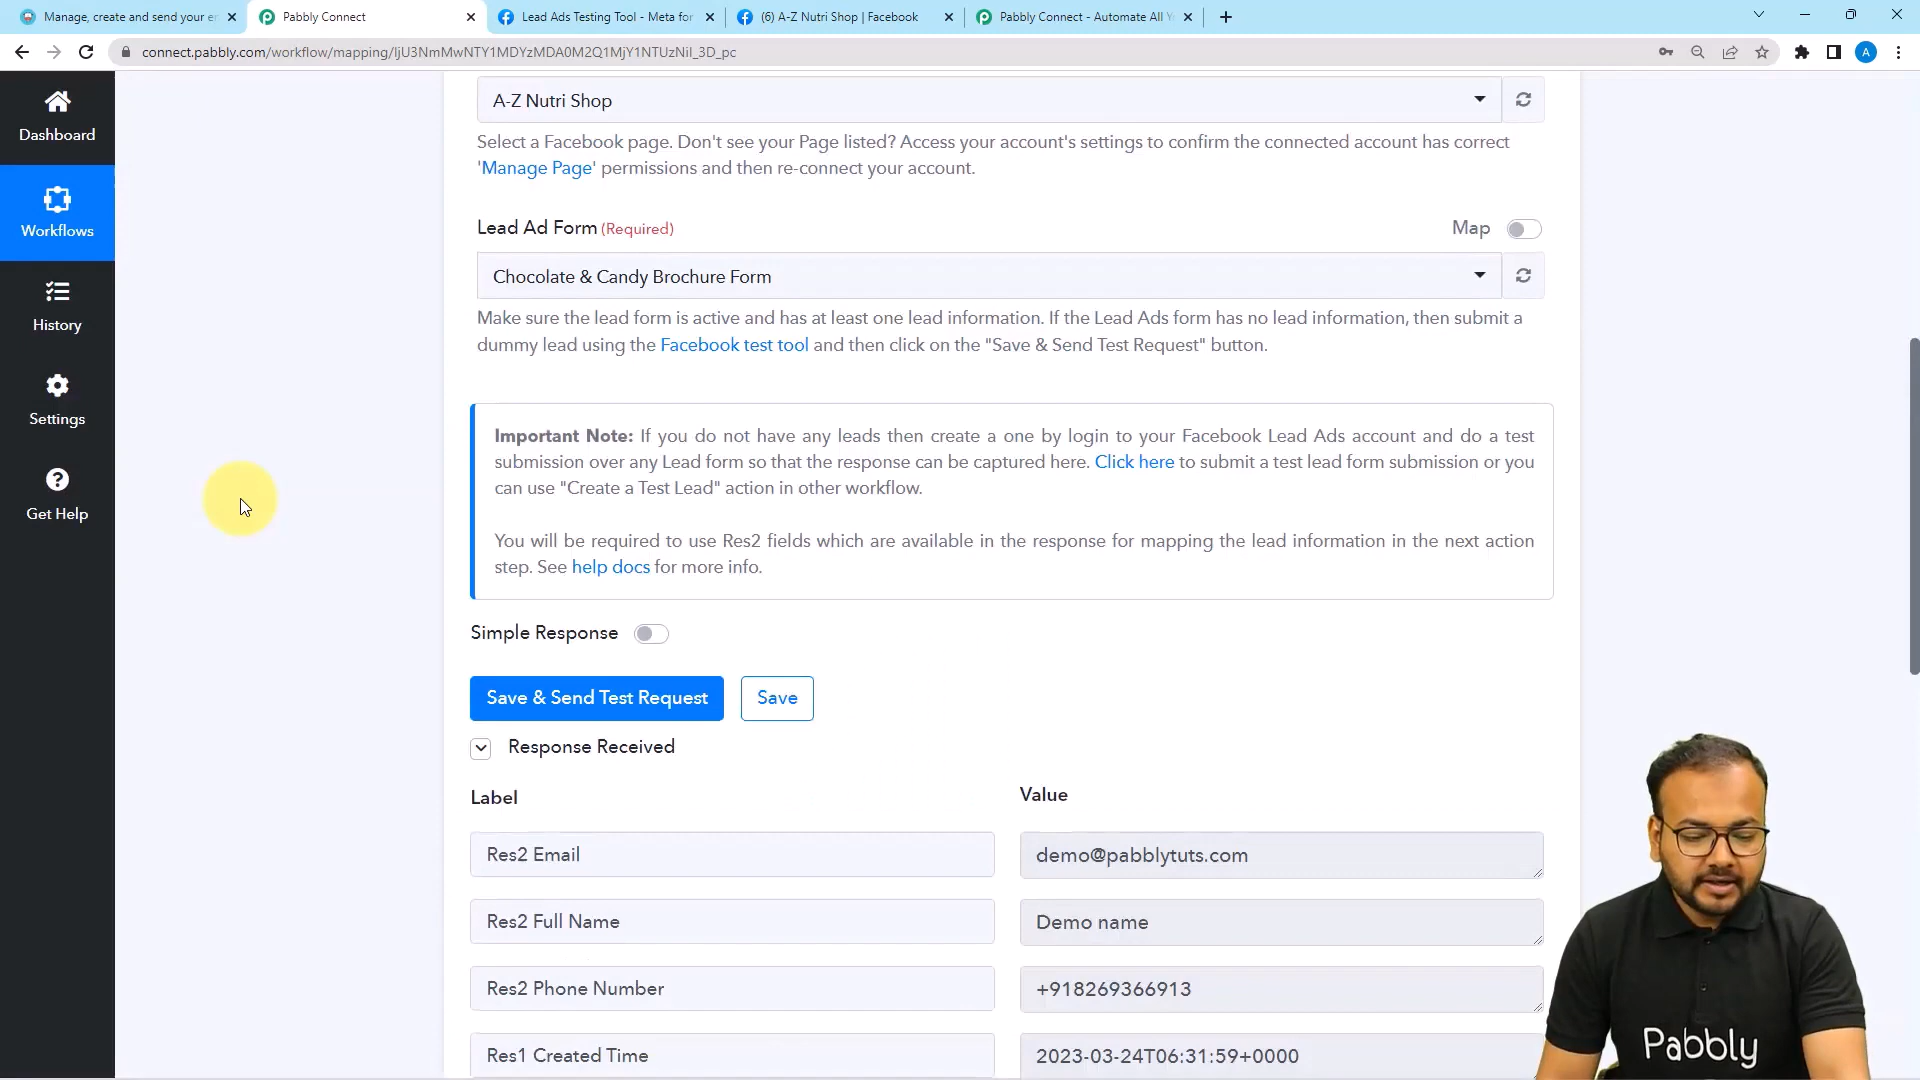 Manage, create and send your er
Pabbly Connect
Lead Ads Testing Tool - Meta for
(6) A-Z Nutri Shop | Facebook
Pabbly Connect - Automate All Y
connect.pabbly.com/workflow/mapping/IjU3NmMwNTY1MDYzMDA0M2Q1MjY1NTUzNiI_3D_pc
A
Dashboard
Workflows
History
Settings
Get Help
A-Z Nutri Shop
Select a Facebook page. Don't see your Page listed? Access your account's settings to confirm the connected account has correct
'Manage Page' permissions and then re-connect your account.
Lead Ad Form (Required)
Map
Chocolate & Candy Brochure Form
Make sure the lead form is active and has at least one lead information. If the Lead Ads form has no lead information, then submit a
dummy lead using the Facebook test tool and then click on the "Save & Send Test Request" button.
Important Note: If you do not have any leads then create a one by login to your Facebook Lead Ads account and do a test
submission over any Lead form so that the response can be captured here. Click here to submit a test lead form submission or you
can use "Create a Test Lead" action in other workflow.
You will be required to use Res2 fields which are available in the response for mapping the lead information in the next action
step. See help docs for more info.
Simple Response
Save & Send Test Request
Save
Response Received
Label
Value
Res2 Email
demo@pabblytuts.com
Res2 Full Name
Demo name
Res2 Phone Number
+918269366913
Res1 Created Time
2023-03-24T06:31:59+0000
Pabbly